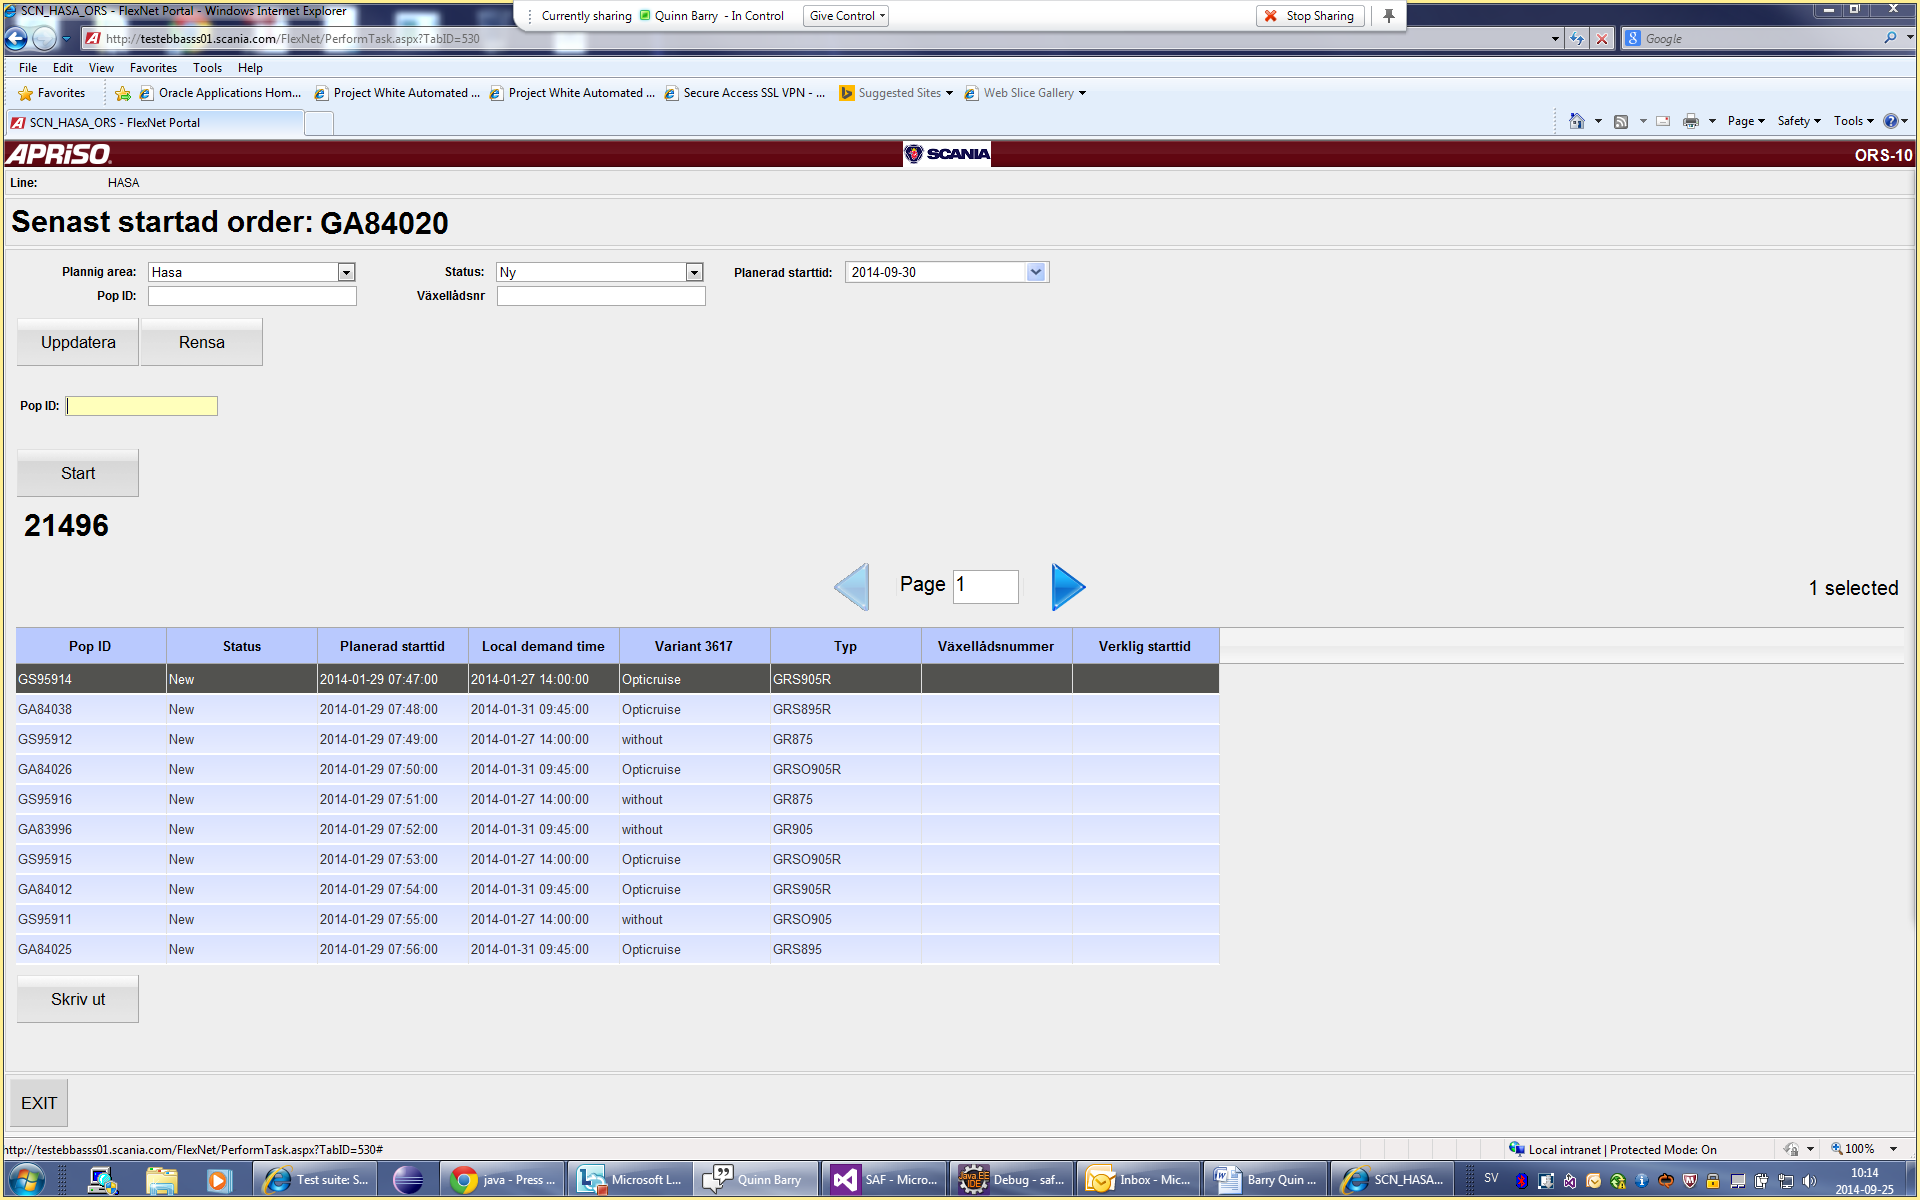 SCN_HASA_ORS - FlexNet Portal - Windows Internet Explorer
Currently sharing Quinn Barry - In Control Give Control Stop Sharing
http://testebbasss01.scania.com/FlexNet/PerformTask.aspx?TabID=530
Google
File Edit View Favorites Tools Help
Favorites Oracle Applications Hom... Project White Automated ... Project White Automated ... Secure Access SSL VPN - ... Suggested Sites Web Slice Gallery
SCN_HASA_ORS - FlexNet Portal
Page Safety Tools
APRISO SCANIA ORS-10
Line: HASA
Senast startad order: GA84020
Plannig area: Hasa Status: Ny Planerad starttid: 2014-09-30
Pop ID: Växellådsnr
Uppdatera Rensa
Pop ID:
Start
21496
Page 1 1 selected
Pop ID Status Planerad starttid Local demand time Variant 3617 Typ Växellådsnummer Verklig starttid
GS95914 New 2014-01-29 07:47:00 2014-01-27 14:00:00 Opticruise GRS905R
GA84038 New 2014-01-29 07:48:00 2014-01-31 09:45:00 Opticruise GRS895R
GS95912 New 2014-01-29 07:49:00 2014-01-27 14:00:00 without GR875
GA84026 New 2014-01-29 07:50:00 2014-01-31 09:45:00 Opticruise GRSO905R
GS95916 New 2014-01-29 07:51:00 2014-01-27 14:00:00 without GR875
GA83996 New 2014-01-29 07:52:00 2014-01-31 09:45:00 without GR905
GS95915 New 2014-01-29 07:53:00 2014-01-27 14:00:00 Opticruise GRSO905R
GA84012 New 2014-01-29 07:54:00 2014-01-31 09:45:00 Opticruise GRS905R
GS95911 New 2014-01-29 07:55:00 2014-01-27 14:00:00 without GRSO905
GA84025 New 2014-01-29 07:56:00 2014-01-31 09:45:00 Opticruise GRS895
Skriv ut
EXIT
http://testebbasss01.scania.com/FlexNet/PerformTask.aspx?TabID=530#
Local intranet | Protected Mode: On 100%
Test suite: S... java - Press ... Microsoft L... Quinn Barry SAF - Micro... Debug - saf... Inbox - Mic... Barry Quin ... SCN_HASA... SV 10:14
2014-09-25